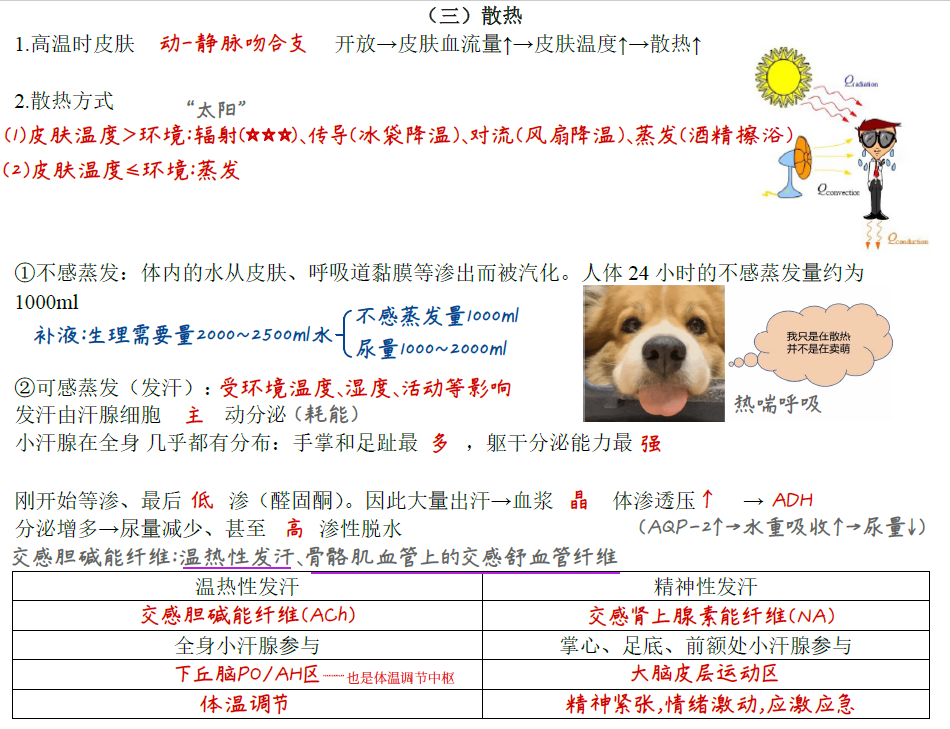 （三）散热
1.高温时皮肤 动-静脉吻合支 开放→皮肤血流量↑→皮肤温度↑→散热↑
2.散热方式
“太阳”
(1)皮肤温度>环境:辐射(★★★)、传导(冰袋降温)、对流(风扇降温)、蒸发(酒精擦浴)
(2)皮肤温度≤环境:蒸发
Qradiation
Qconvection
Qconduction
①不感蒸发：体内的水从皮肤、呼吸道黏膜等渗出而被汽化。人体 24 小时的不感蒸发量约为
1000ml
补液:生理需要量2000~2500ml水
不感蒸发量1000ml
尿量1000~2000ml
我只是在散热
并不是在卖萌
热喘呼吸
②可感蒸发（发汗）: 受环境温度、湿度、活动等影响
发汗由汗腺细胞 主 动分泌 (耗能)
小汗腺在全身 几乎都有分布：手掌和足趾最 多 ，躯干分泌能力最 强
刚开始等渗、最后 低 渗（醛固酮）。因此大量出汗→血浆 晶 体渗透压 ↑ → ADH
分泌增多→尿量减少、甚至 高 渗性脱水 (AQP-2↑→水重吸收↑→尿量↓)
交感胆碱能纤维:温热性发汗、骨骼肌血管上的交感舒血管纤维
温热性发汗 精神性发汗
交感胆碱能纤维(ACh) 交感肾上腺素能纤维(NA)
全身小汗腺参与 掌心、足底、前额处小汗腺参与
下丘脑PO/AH区 也是体温调节中枢 大脑皮层运动区
体温调节 精神紧张,情绪激动,应激应急